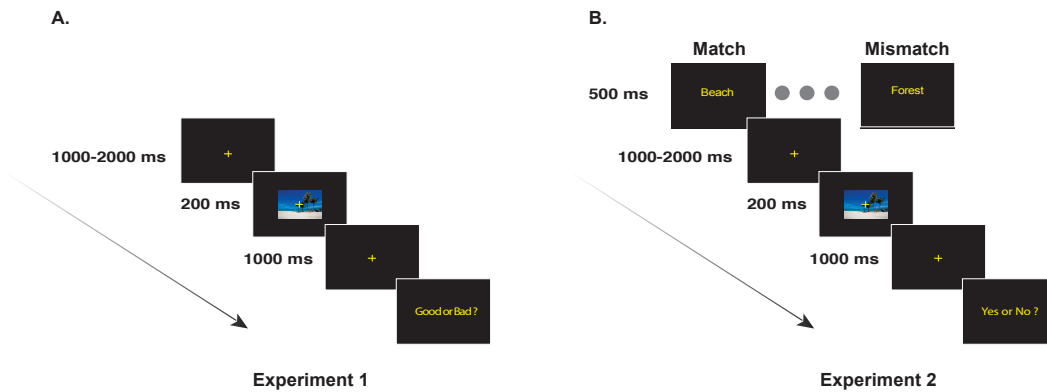 A.
1000-2000 ms
200 ms
1000 ms
Good or Bad ?
Experiment 1
B.
Match
Mismatch
500 ms
Beach
Forest
1000-2000 ms
200 ms
1000 ms
Yes or No ?
Experiment 2